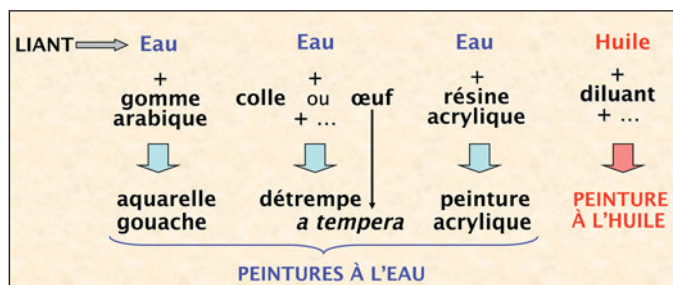 LIANT Eau Eau Eau Huile
+ + + +
gomme colle ou œuf résine diluant
arabique + ... acrylique + ...
aquarelle détrempe peinture PEINTURE
gouache a tempera acrylique À L'HUILE
PEINTURES À L'EAU